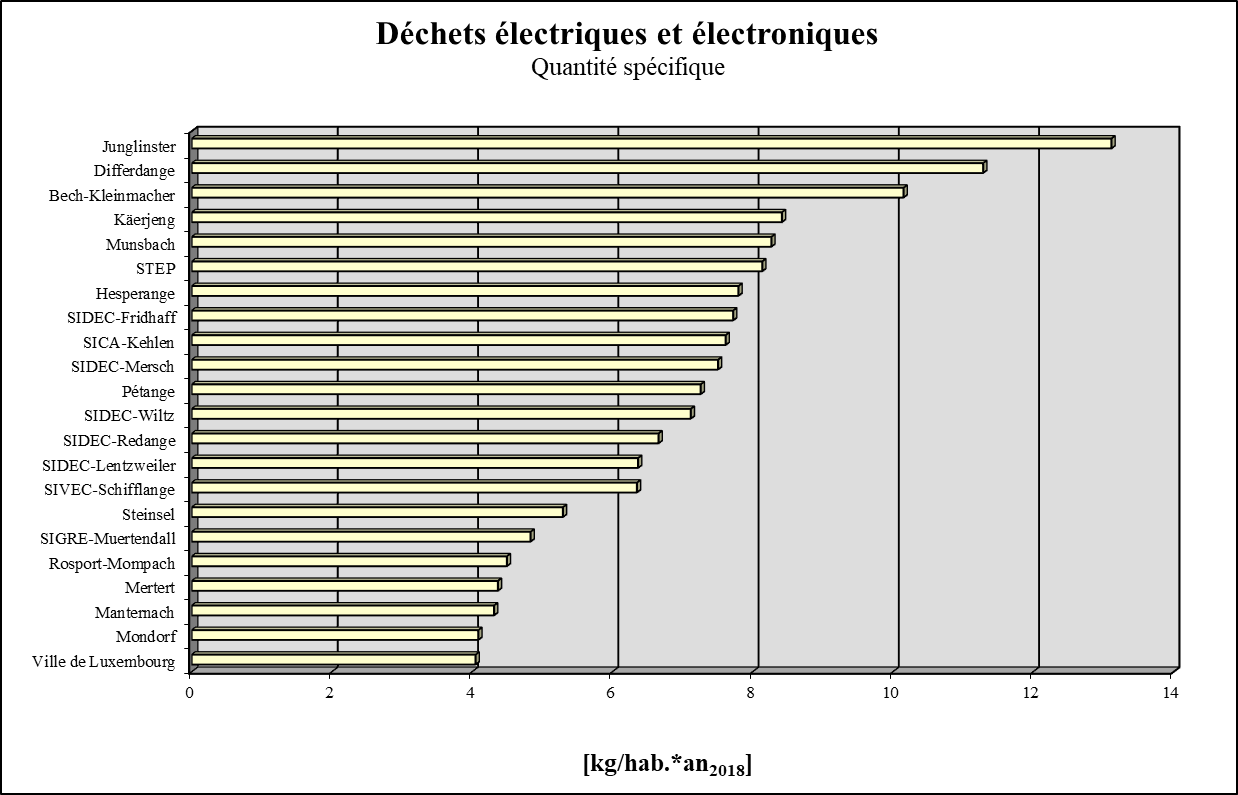 Déchets électriques et électroniques
Quantité spécifique
Junglinster
Differdange
Bech-Kleinmacher
Käerjeng
Munsbach
STEP
Hesperange
SIDEC-Fridhaff
SICA-Kehlen
SIDEC-Mersch
Pétange
SIDEC-Wiltz
SIDEC-Redange
SIDEC-Lentzweiler
SIVEC-Schifflange
Steinsel
SIGRE-Muertendall
Rosport-Mompach
Mertert
Manternach
Mondorf
Ville de Luxembourg
0 2 4 6 8 10 12 14
[kg/hab.*an2018]